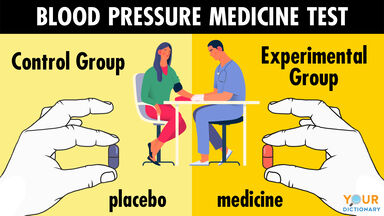 BLOOD PRESSURE MEDICINE TEST
Control Group
Experimental
Group
placebo
medicine
YOUR
DICTIONARY